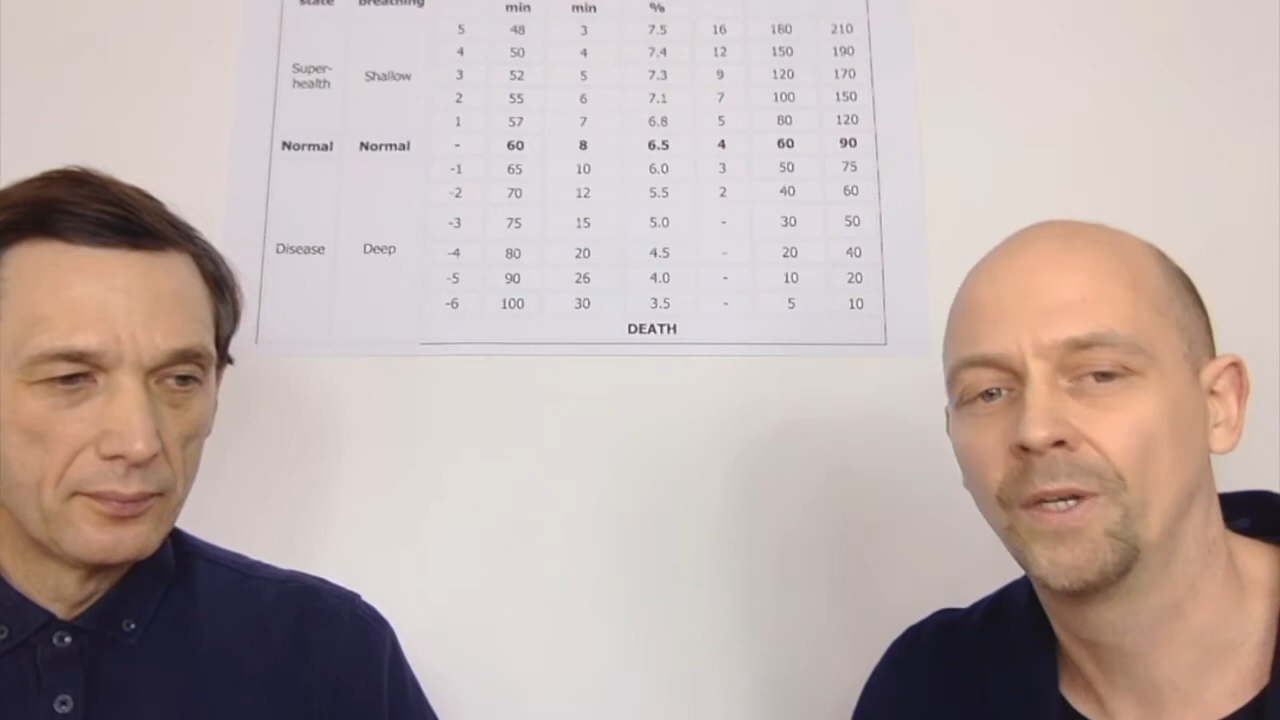 state breathing
min min %
5 48 3 7.5 16 180 210
4 50 4 7.4 12 150 190
Super-
health Shallow 3 52 5 7.3 9 120 170
2 55 6 7.1 7 100 150
1 57 7 6.8 5 80 120
Normal Normal - 60 8 6.5 4 60 90
-1 65 10 6.0 3 50 75
-2 70 12 5.5 2 40 60
-3 75 15 5.0 - 30 50
Disease Deep -4 80 20 4.5 - 20 40
-5 90 26 4.0 - 10 20
-6 100 30 3.5 - 5 10
DEATH